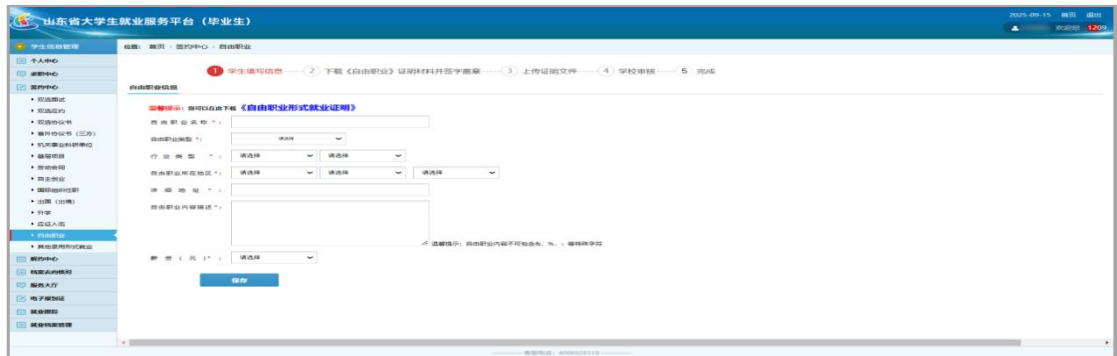 山东省大学生就业服务平台（毕业生）
2025-09-15 首页 退出
欢迎您 1209
学生信息管理
位置：首页 · 签约中心 · 自由职业
个人中心
求职中心
签约中心
双选面试
双选应约
双选协议书
省外协议书（三方）
机关事业科研单位
基层项目
劳动合同
自主创业
国际组织任职
出国（出境）
升学
应征入伍
自由职业
其他录用形式就业
解约中心
档案去向核对
服务大厅
电子报到证
就业跟踪
就业档案管理
1 学生填写信息 2 下载《自由职业》证明材料并签字盖章 3 上传证明文件 4 学校审核 5 完成
自由职业信息
温馨提示：您可以在此下载《自由职业形式就业证明》
自由职业名称*：
自由职业类型*： 请选择
行业类型*： 请选择 请选择
自由职业所在地区*： 请选择 请选择 请选择
详细地址*：
自由职业内容描述*：
温馨提示：自由职业内容不可包含&、%、；等特殊字符
薪资（元）*： 请选择
保存
客服电话：4008928318